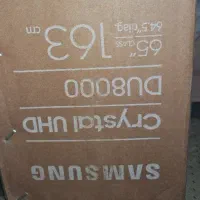 SAMSUNG
Crystal UHD
DU8000
65" CLASS
64.5" diag.
163 cm